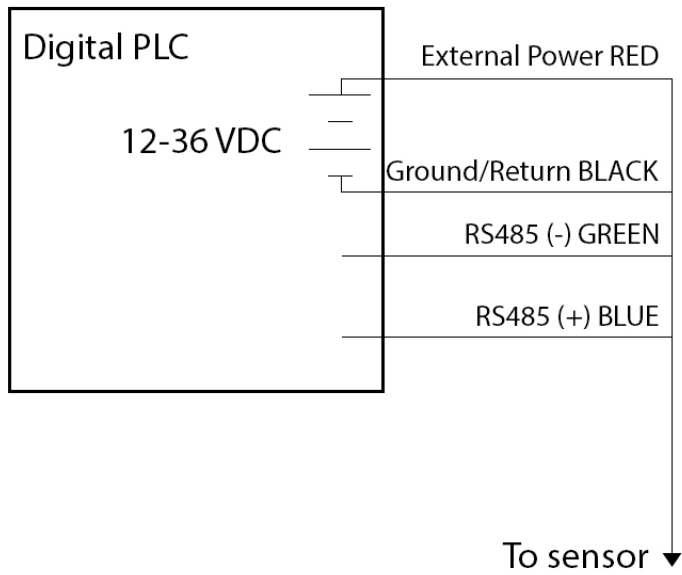 Digital PLC
External Power RED
12-36 VDC
Ground/Return BLACK
RS485 (-) GREEN
RS485 (+) BLUE
To sensor